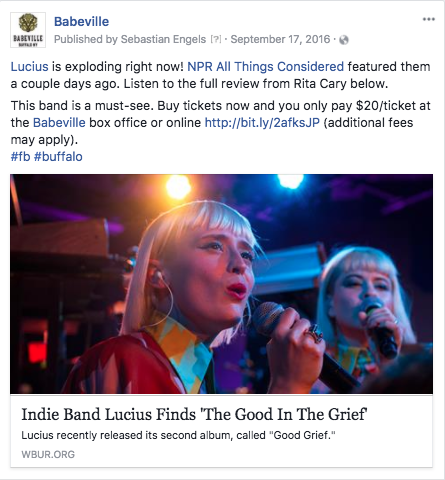 BABEVILLE
BUFFALO NY
Babeville
Published by Sebastian Engels [?] · September 17, 2016 ·
Lucius is exploding right now! NPR All Things Considered featured them
a couple days ago. Listen to the full review from Rita Cary below.
This band is a must-see. Buy tickets now and you only pay $20/ticket at
the Babeville box office or online http://bit.ly/2afksJP (additional fees
may apply).
#fb #buffalo
Indie Band Lucius Finds 'The Good In The Grief'
Lucius recently released its second album, called "Good Grief."
WBUR.ORG